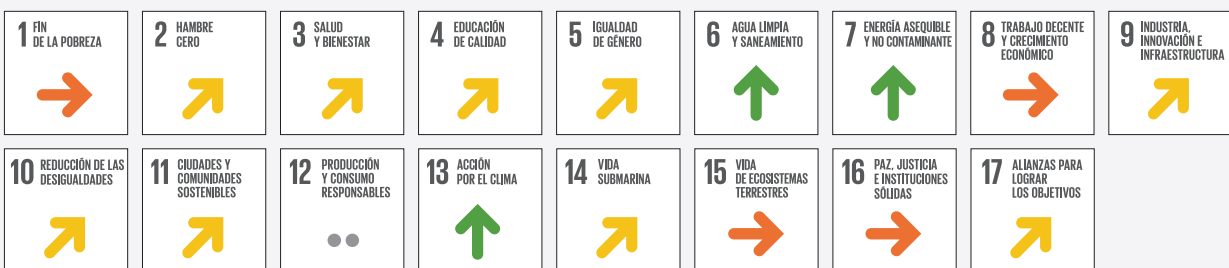 1 FIN
DE LA POBREZA
2 HAMBRE
CERO
3 SALUD
Y BIENESTAR
4 EDUCACIÓN
DE CALIDAD
5 IGUALDAD
DE GÉNERO
6 AGUA LIMPIA
Y SANEAMIENTO
7 ENERGÍA ASEQUIBLE
Y NO CONTAMINANTE
8 TRABAJO DECENTE
Y CRECIMIENTO
ECONÓMICO
9 INDUSTRIA,
INNOVACIÓN E
INFRAESTRUCTURA
10 REDUCCIÓN DE LAS
DESIGUALDADES
11 CIUDADES Y
COMUNIDADES
SOSTENIBLES
12 PRODUCCIÓN
Y CONSUMO
RESPONSABLES
13 ACCIÓN
POR EL CLIMA
14 VIDA
SUBMARINA
15 VIDA
DE ECOSISTEMAS
TERRESTRES
16 PAZ, JUSTICIA
E INSTITUCIONES
SÓLIDAS
17 ALIANZAS PARA
LOGRAR
LOS OBJETIVOS